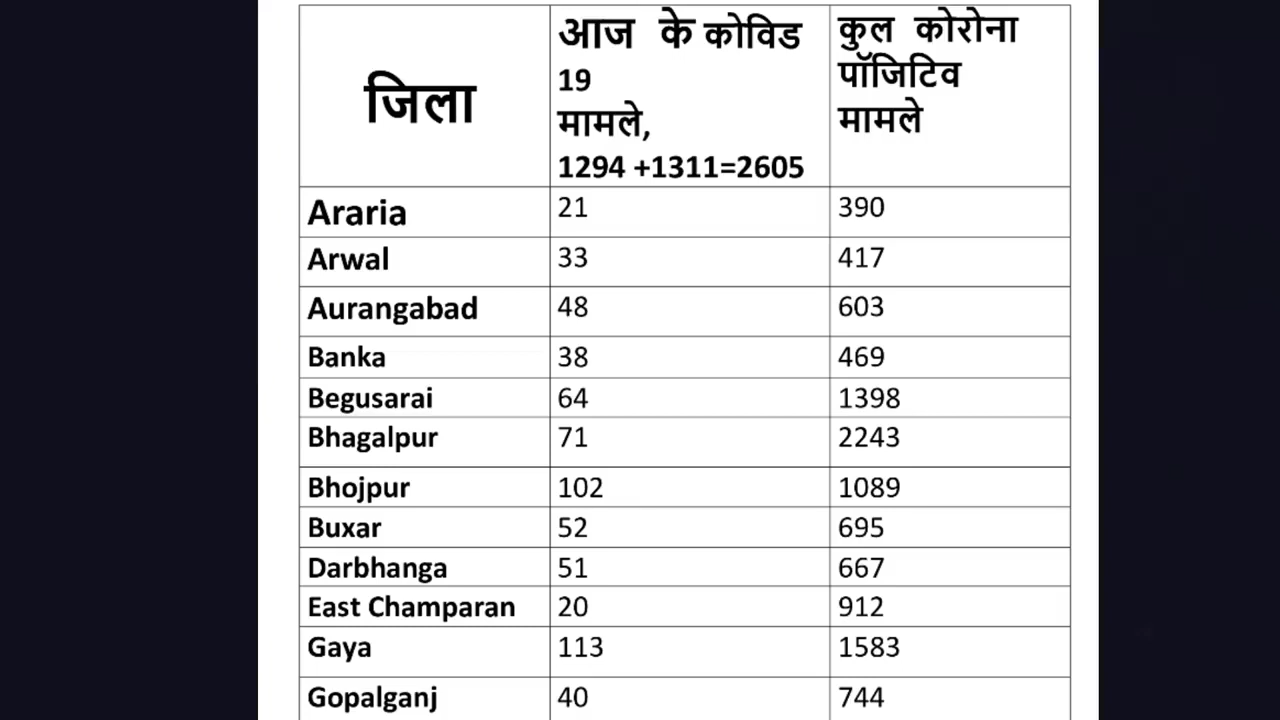 जिला
आज के कोविड
19
मामले,
1294 +1311=2605
कुल कोरोना
पॉजिटिव
मामले
Araria 21 390
Arwal 33 417
Aurangabad 48 603
Banka 38 469
Begusarai 64 1398
Bhagalpur 71 2243
Bhojpur 102 1089
Buxar 52 695
Darbhanga 51 667
East Champaran 20 912
Gaya 113 1583
Gopalganj 40 744